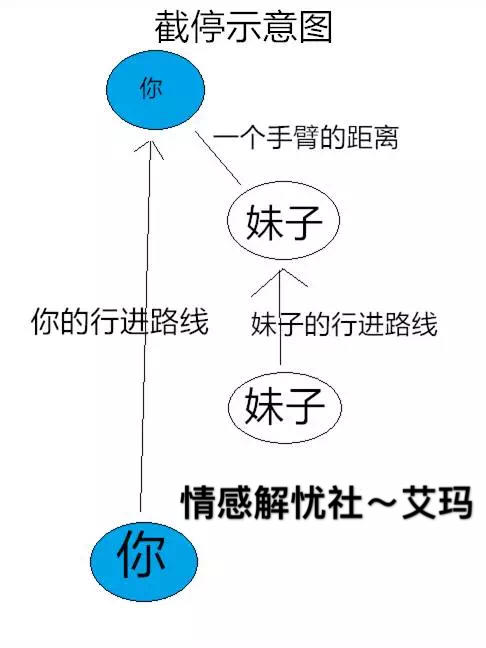 截停示意图
你
一个手臂的距离
妹子
你的行进路线
妹子的行进路线
妹子
情感解忧社~艾玛
你